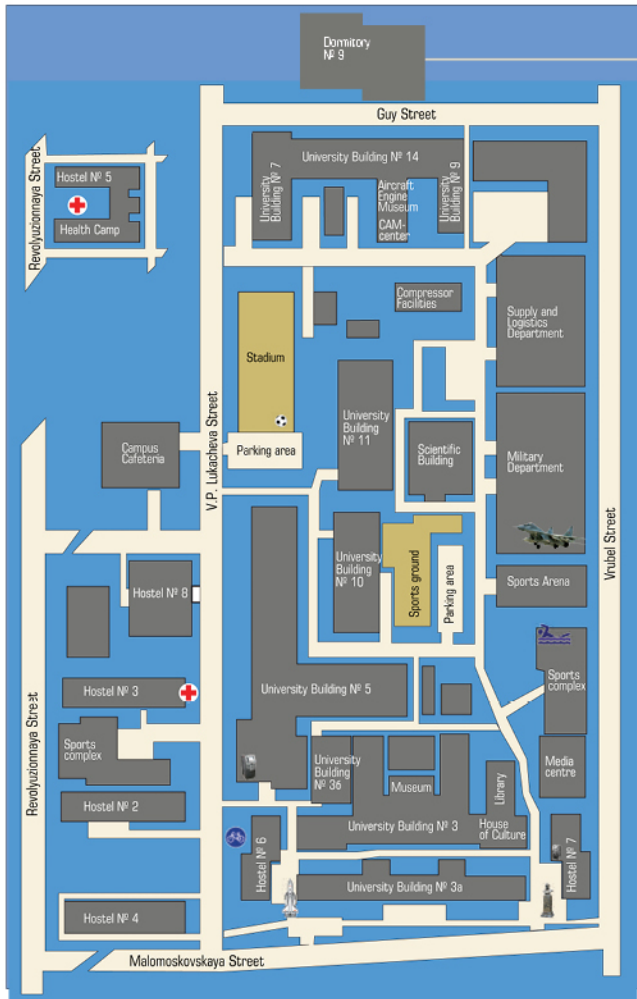 Dormitory
№ 9
Guy Street
University Building № 14
University
Building № 7
Aircraft
Engine
Museum
CAM-
center
University
Building № 9
Revolyuzionnaya Street
Hostel № 5
Health Camp
Compressor
Facilities
Supply and
Logistics
Department
Stadium
V.P. Lukacheva Street
University
Building
№ 11
Campus
Cafeteria
Parking area
Scientific
Building
Military
Department
Vrubel Street
University
Building
№ 10
Sports ground
Parking area
Sports Arena
Hostel № 8
Revolyuzionnaya Street
Hostel № 3
University Building № 5
Sports
complex
Sports
complex
University
Building
№ 36
Museum
Library
Media
centre
Hostel № 2
University Building № 3
House
of Culture
Hostel № 6
Hostel № 7
University Building № 3a
Hostel № 4
Malomoskovskaya Street